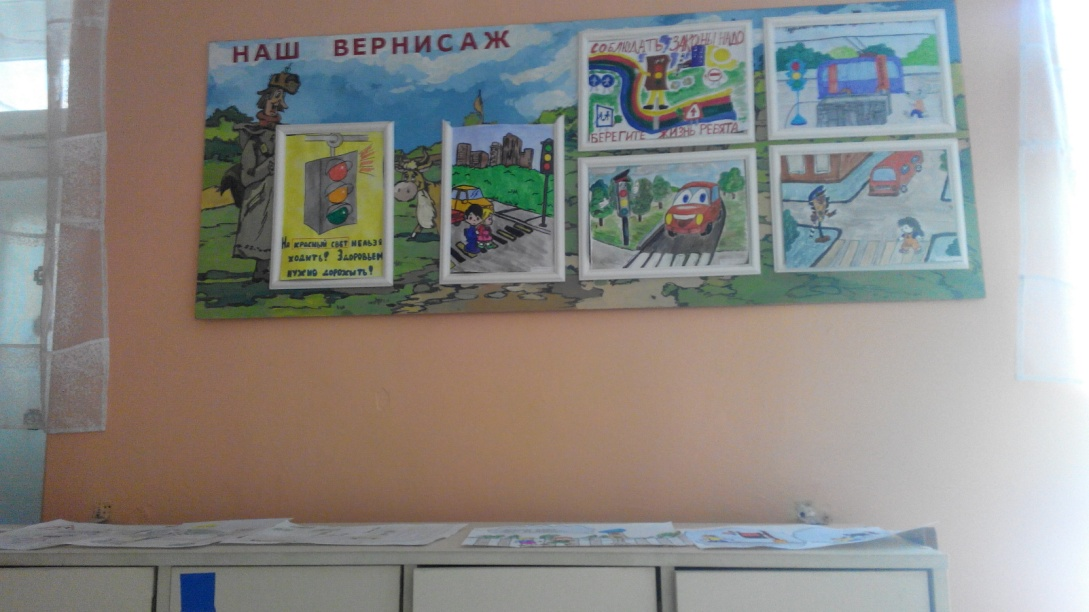 НАШ ВЕРНИСАЖ
На красный свет нельзя
ходить! Здоровьем
нужно дорожить!
СОБЛЮДАТЬ ЗАКОНЫ НАДО
БЕРЕГИТЕ ЖИЗНЬ РЕБЯТА